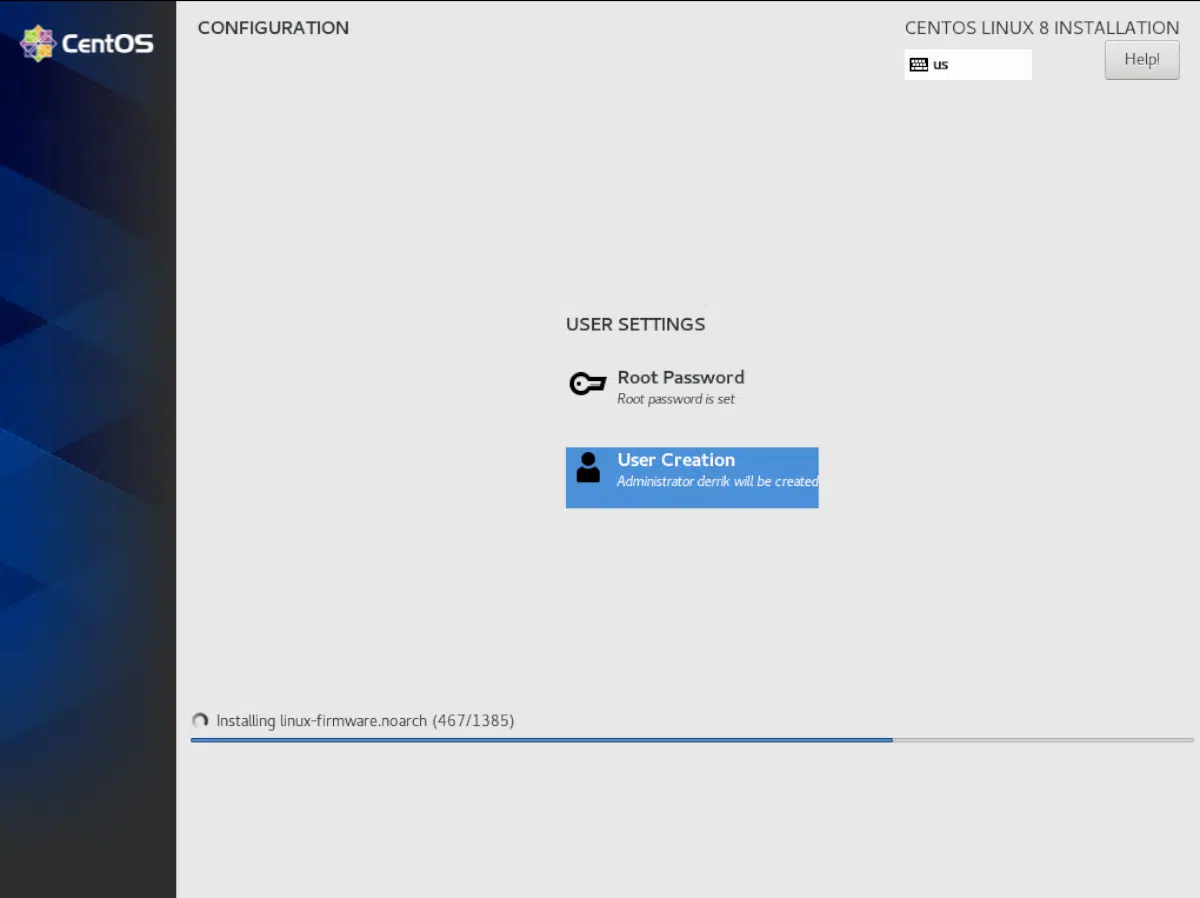 CentOS
CONFIGURATION
CENTOS LINUX 8 INSTALLATION
us
Help!
USER SETTINGS
Root Password
Root password is set
User Creation
Administrator derrik will be created
Installing linux-firmware.noarch (467/1385)